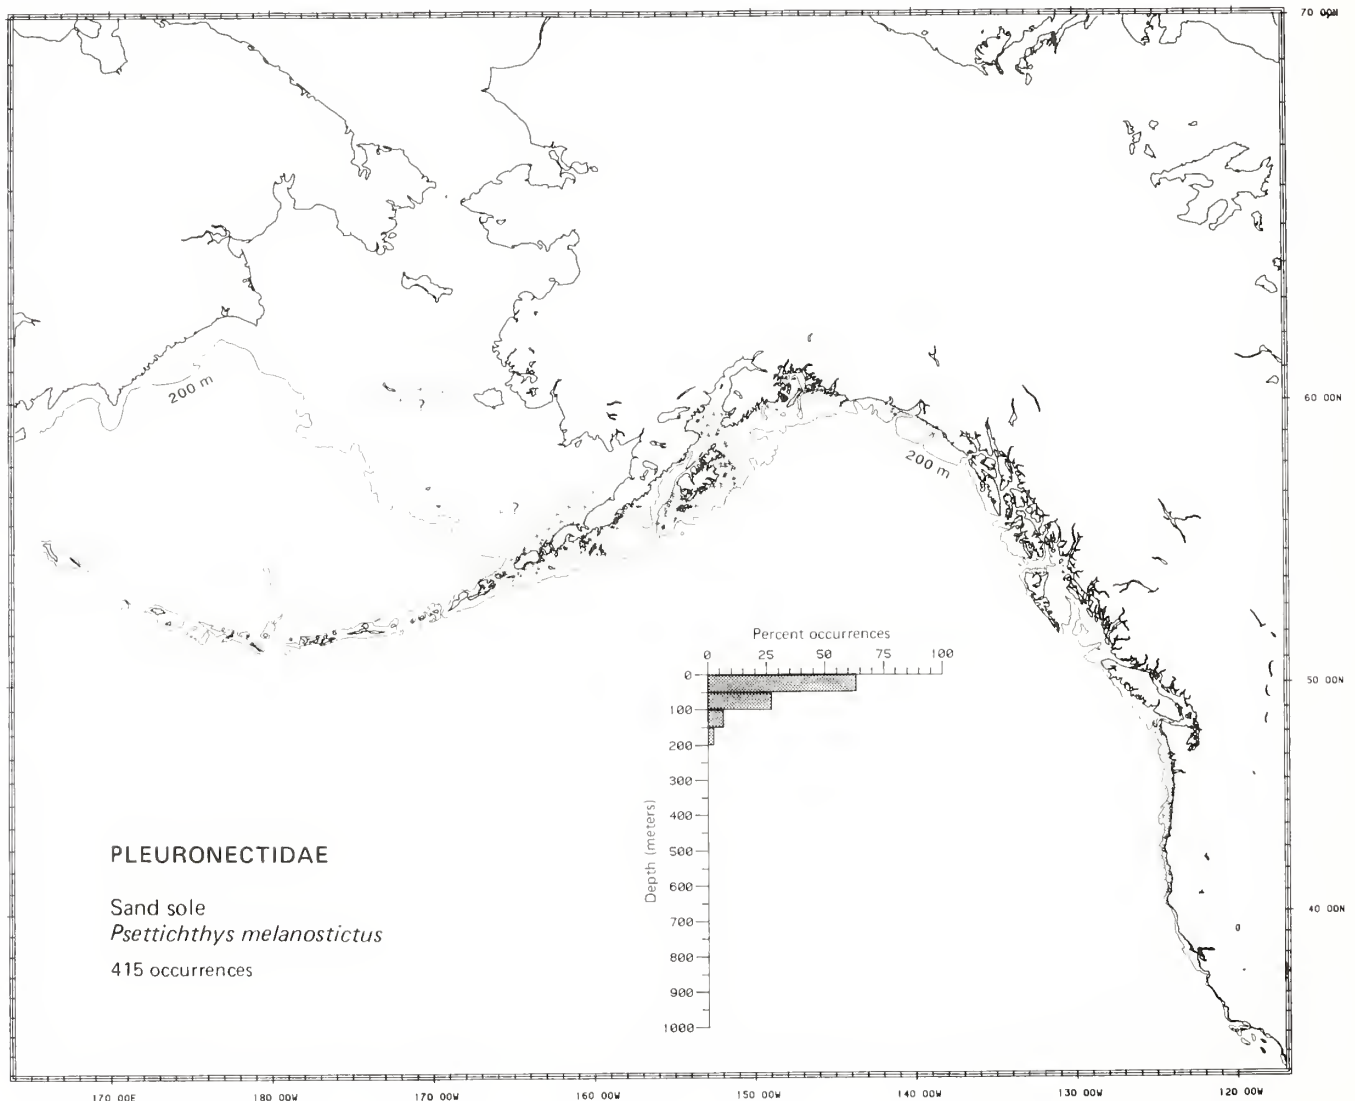 70 00N
200 m
60 00N
200 m
Percent occurrences
0 25 50 75 100
50 00N
0
100
200
300
400
500
600
700
800
900
1000
Depth (meters)
40 00N
PLEURONECTIDAE
Sand sole
Psettichthys melanostictus
415 occurrences
170 00E 180 00W 170 00W 160 00W 150 00W 140 00W 130 00W 120 00W